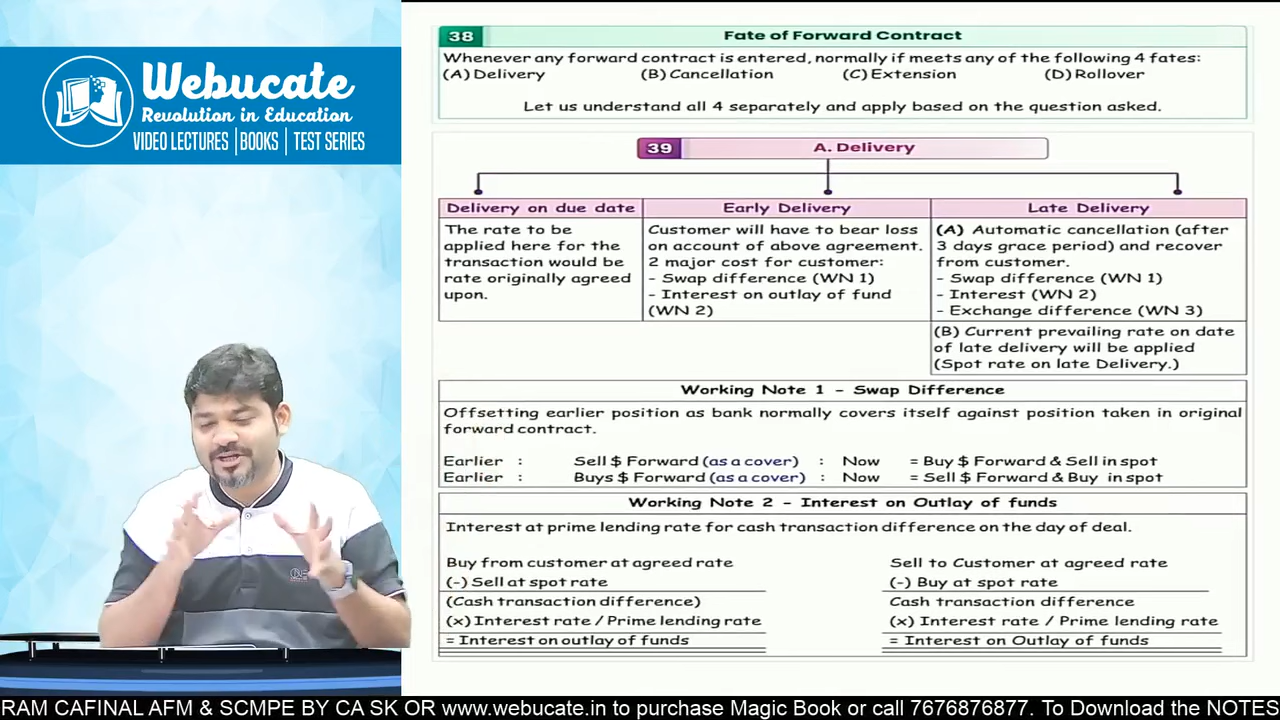 Webucate
Revolution in Education
VIDEO LECTURES | BOOKS | TEST SERIES
38 Fate of Forward Contract
Whenever any forward contract is entered, normally if meets any of the following 4 fates:
(A) Delivery (B) Cancellation (C) Extension (D) Rollover
Let us understand all 4 separately and apply based on the question asked.
39 A. Delivery
Delivery on due date
The rate to be
applied here for the
transaction would be
rate originally agreed
upon.
Early Delivery
Customer will have to bear loss
on account of above agreement.
2 major cost for customer:
- Swap difference (WN 1)
- Interest on outlay of fund
(WN 2)
Late Delivery
(A) Automatic cancellation (after
3 days grace period) and recover
from customer.
- Swap difference (WN 1)
- Interest (WN 2)
- Exchange difference (WN 3)
(B) Current prevailing rate on date
of late delivery will be applied
(Spot rate on late Delivery.)
Working Note 1 - Swap Difference
Offsetting earlier position as bank normally covers itself against position taken in original
forward contract.
Earlier : Sell $ Forward (as a cover) : Now = Buy $ Forward & Sell in spot
Earlier : Buys $ Forward (as a cover) : Now = Sell $ Forward & Buy in spot
Working Note 2 - Interest on Outlay of funds
Interest at prime lending rate for cash transaction difference on the day of deal.
Buy from customer at agreed rate
(-) Sell at spot rate
(Cash transaction difference)
(x) Interest rate / Prime lending rate
= Interest on outlay of funds
Sell to Customer at agreed rate
(-) Buy at spot rate
Cash transaction difference
(x) Interest rate / Prime lending rate
= Interest on Outlay of funds
RAM CAFINAL AFM & SCMPE BY CA SK OR www.webucate.in to purchase Magic Book or call 7676876877. To Download the NOTES